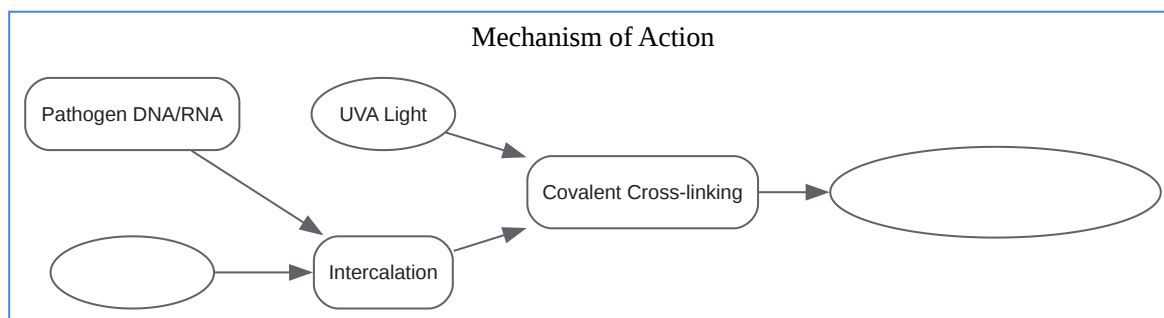 Mechanism of Action
Pathogen DNA/RNA
UVA Light
Covalent Cross-linking
Intercalation